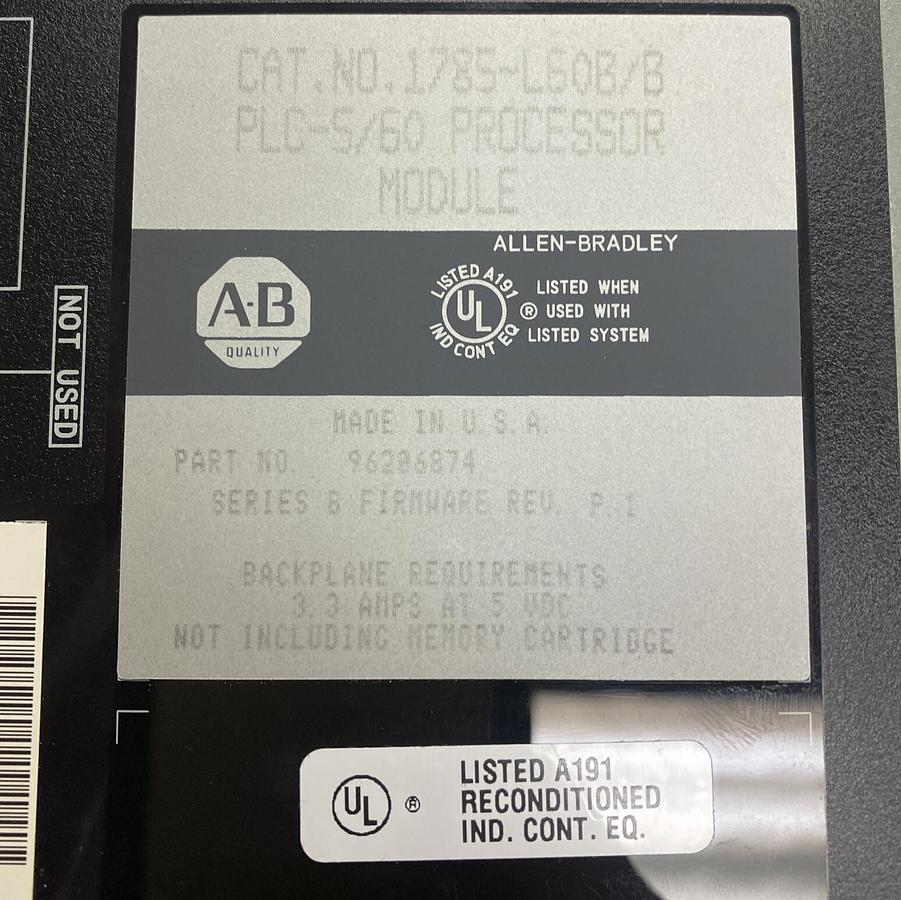 CAT.NO.1785-L60B/B
PLC-5/60 PROCESSOR
MODULE
ALLEN-BRADLEY
A-B
QUALITY
LISTED A191
UL
IND CONT EQ
®
LISTED WHEN
USED WITH
LISTED SYSTEM
MADE IN U.S.A.
PART NO. 96206874
SERIES B FIRMWARE REV. P.1
BACKPLANE REQUIREMENTS
3.3 AMPS AT 5 VDC
NOT INCLUDING MEMORY CARTRIDGE
NOT USED
UL ®
LISTED A191
RECONDITIONED
IND. CONT. EQ.